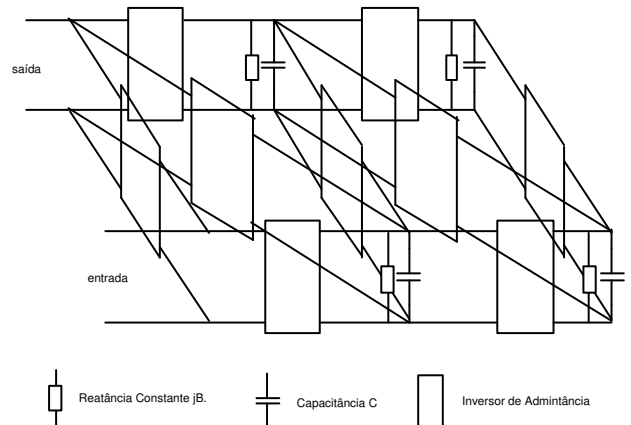 saída
entrada
Reatância Constante jB.
Capacitância C
Inversor de Admintância